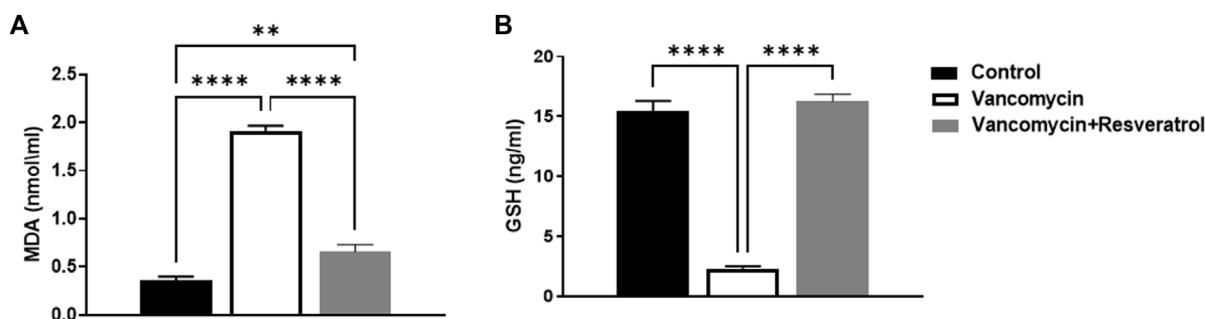 A
MDA (nmol\ml)
2.5
2.0
1.5
1.0
0.5
0.0
**
****
****
B
GSH (ng/ml)
20
15
10
5
0
****
****
Control
Vancomycin
Vancomycin+Resveratrol